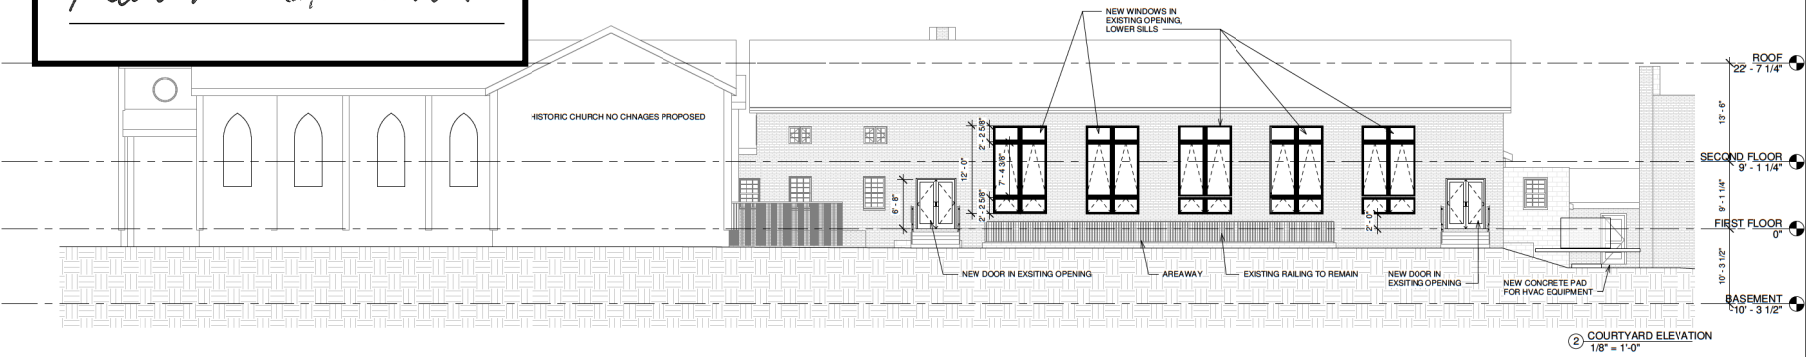 NEW WINDOWS IN
EXISTING OPENING,
LOWER SILLS
ROOF
22' - 7 1/4"
HISTORIC CHURCH NO CHNAGES PROPOSED
13'- 6"
2' - 2 5/8"
12' - 0"
7' - 4 3/8"
2' - 2 5/8"
6' - 8"
2' - 0"
SECOND FLOOR
9' - 1 1/4"
9' - 1 1/4"
FIRST FLOOR
0"
NEW DOOR IN EXSITING OPENING
AREAWAY
EXISTING RAILING TO REMAIN
NEW DOOR IN
EXSITING OPENING
NEW CONCRETE PAD
FOR HVAC EQUIPMENT
10' - 3 1/2"
BASEMENT
-10' - 3 1/2"
2 COURTYARD ELEVATION
1/8" = 1'-0"